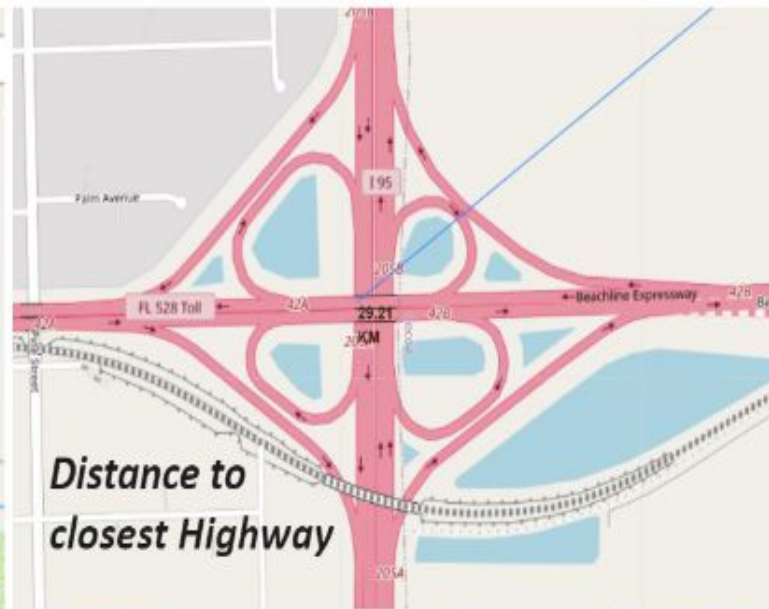 205B
I 95
Palm Avenue
205B
Beachline Expressway
42B
FL 528 Toll
42A
29.21
42B
KM
Distance to
closest Highway
205A